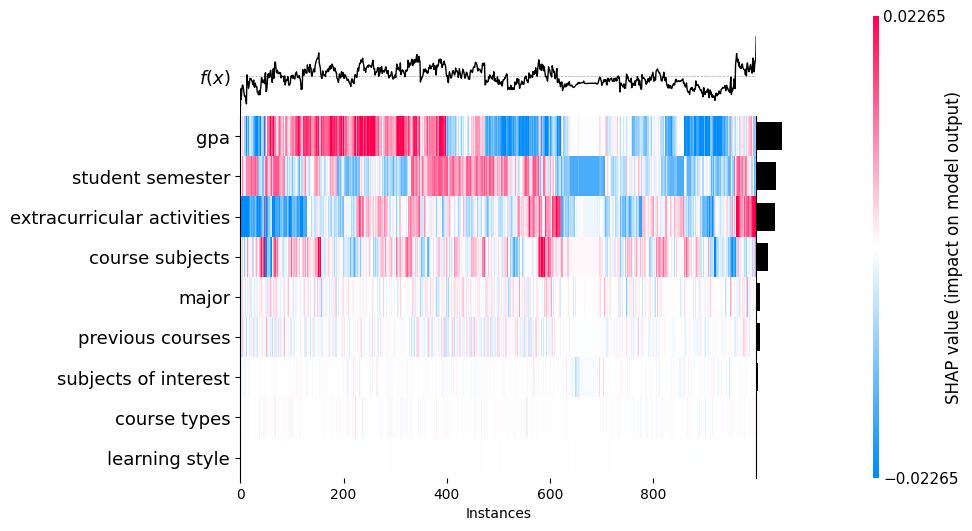 0.02265
f(x)
gpa
student semester
extracurricular activities
course subjects
major
previous courses
subjects of interest
course types
learning style
0 200 400 600 800
Instances
SHAP value (impact on model output)
−0.02265